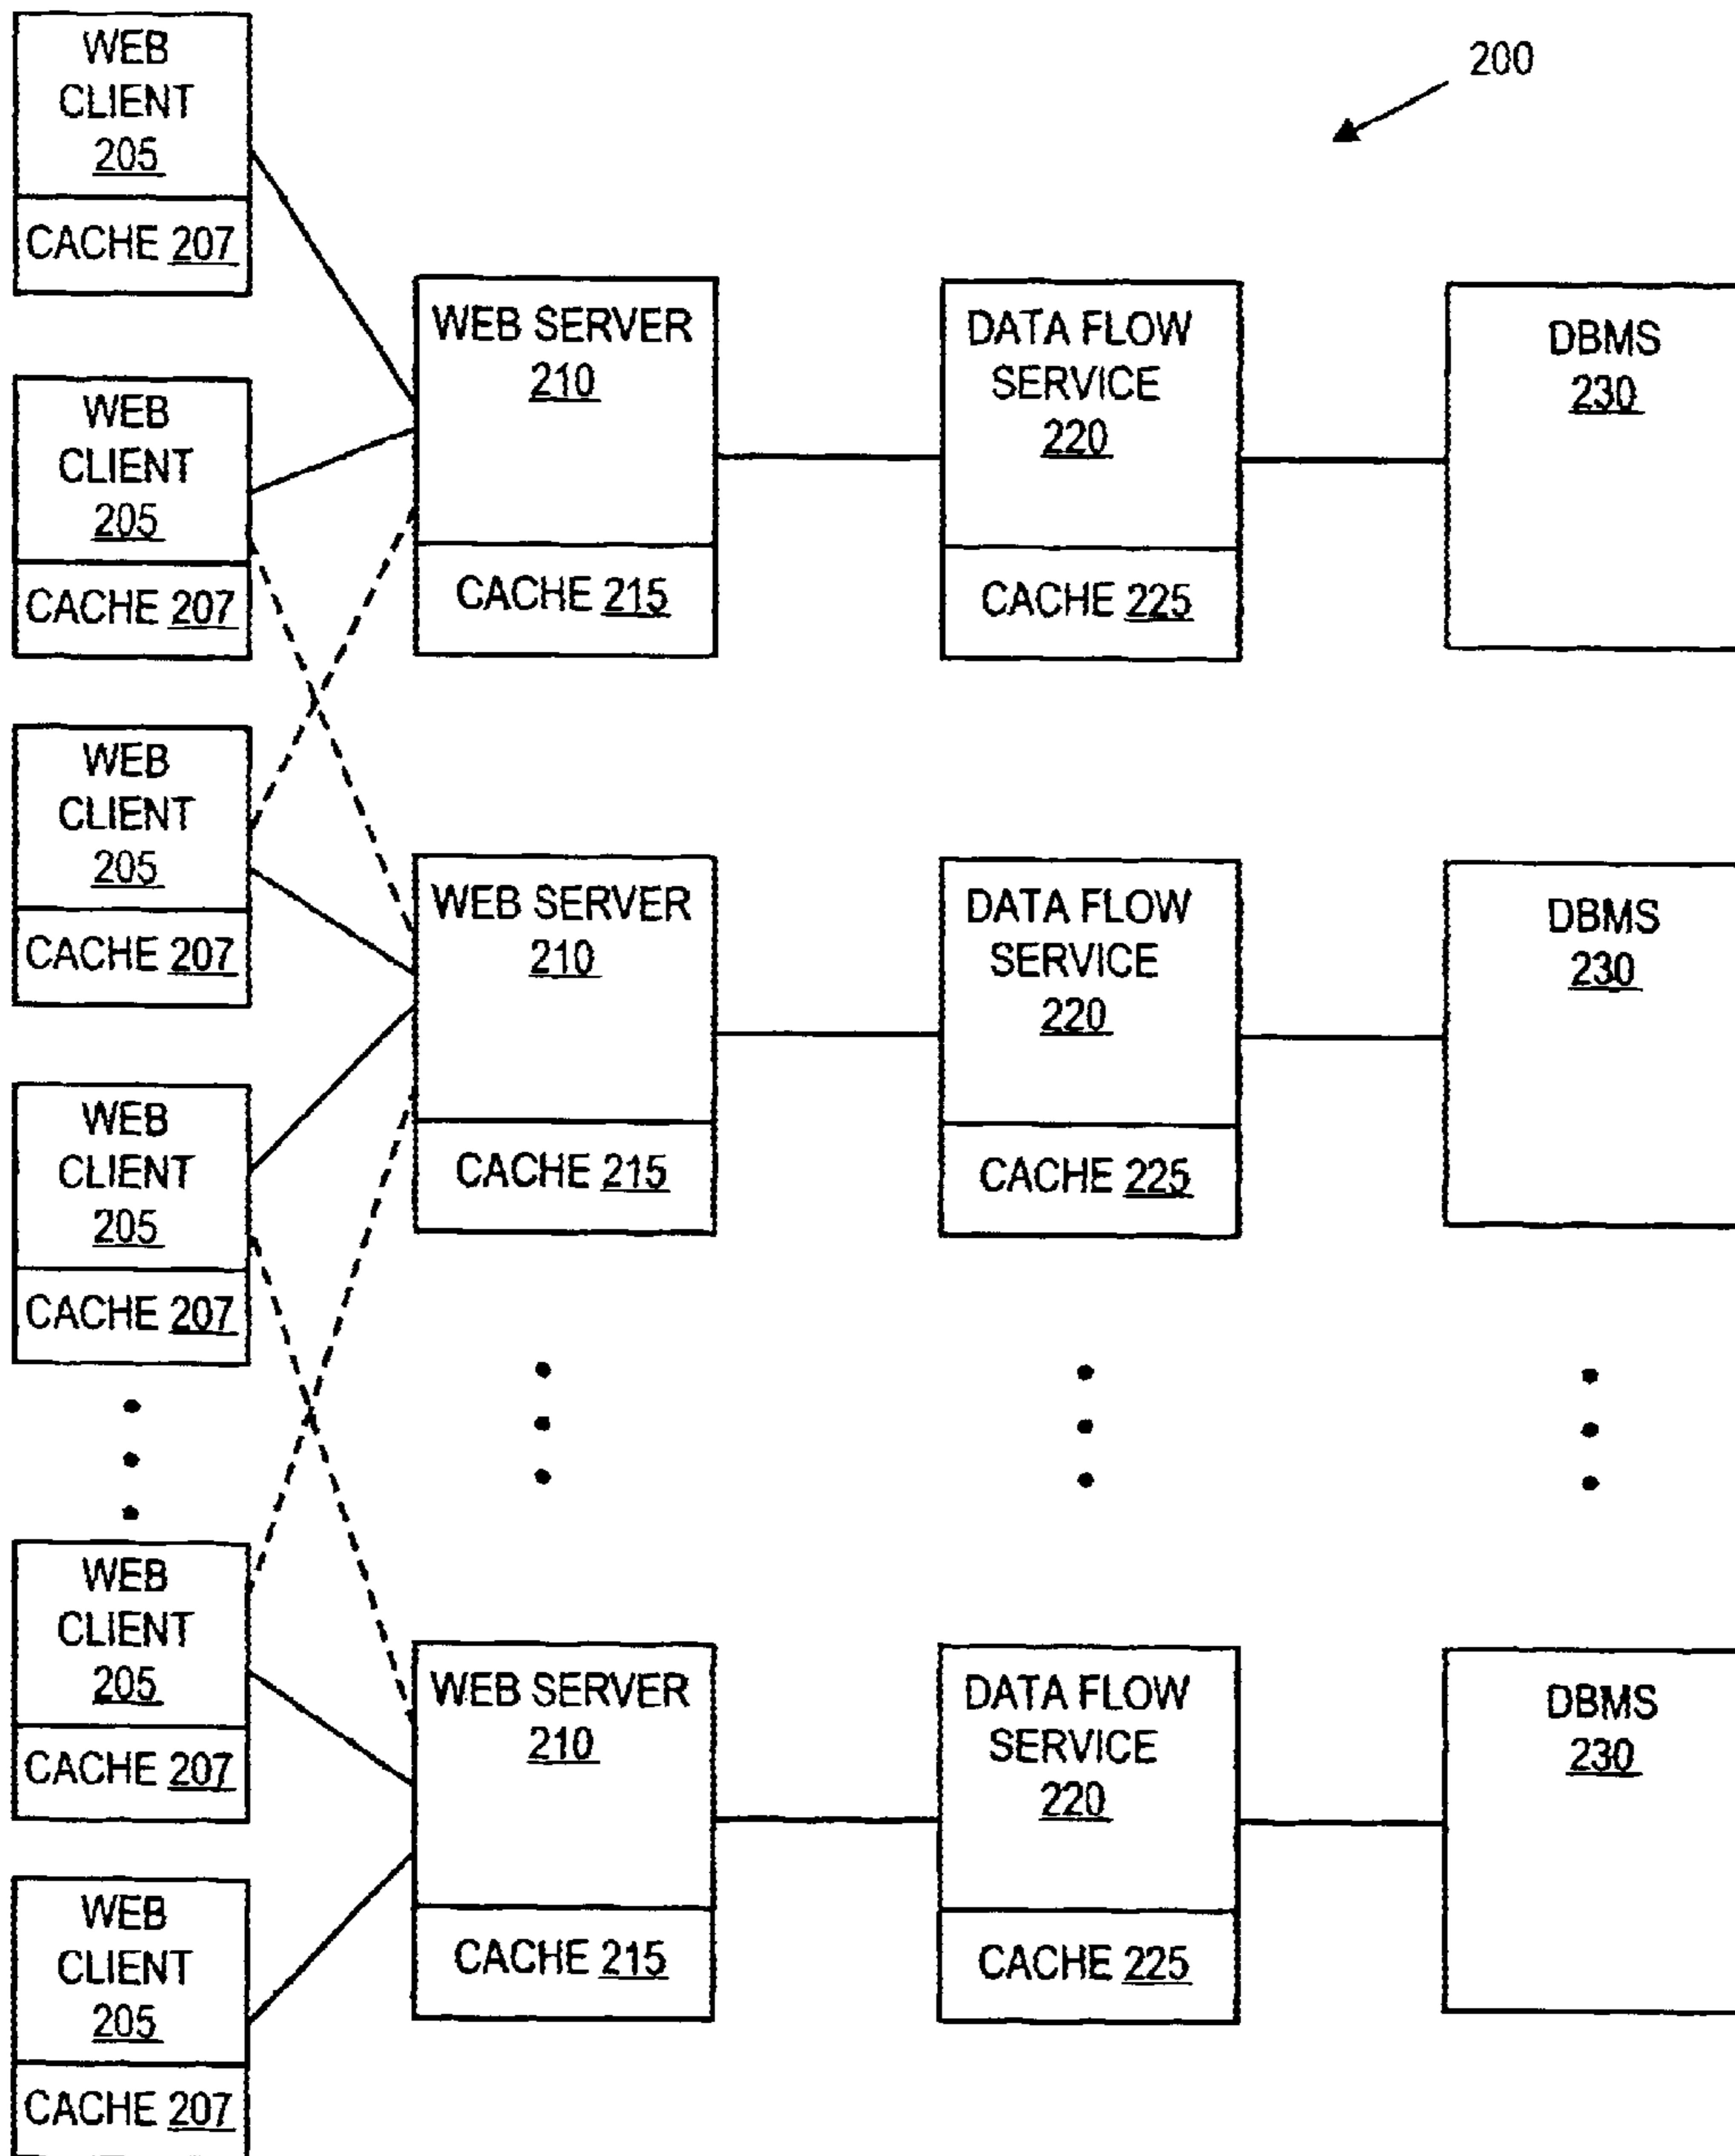 200
WEB
CLIENT
205
CACHE 207
WEB
CLIENT
205
CACHE 207
WEB
CLIENT
205
CACHE 207
WEB
CLIENT
205
CACHE 207
WEB
CLIENT
205
CACHE 207
WEB
CLIENT
205
CACHE 207
WEB SERVER
210
CACHE 215
WEB SERVER
210
CACHE 215
WEB SERVER
210
CACHE 215
DATA FLOW
SERVICE
220
CACHE 225
DATA FLOW
SERVICE
220
CACHE 225
DATA FLOW
SERVICE
220
CACHE 225
DBMS
230
DBMS
230
DBMS
230